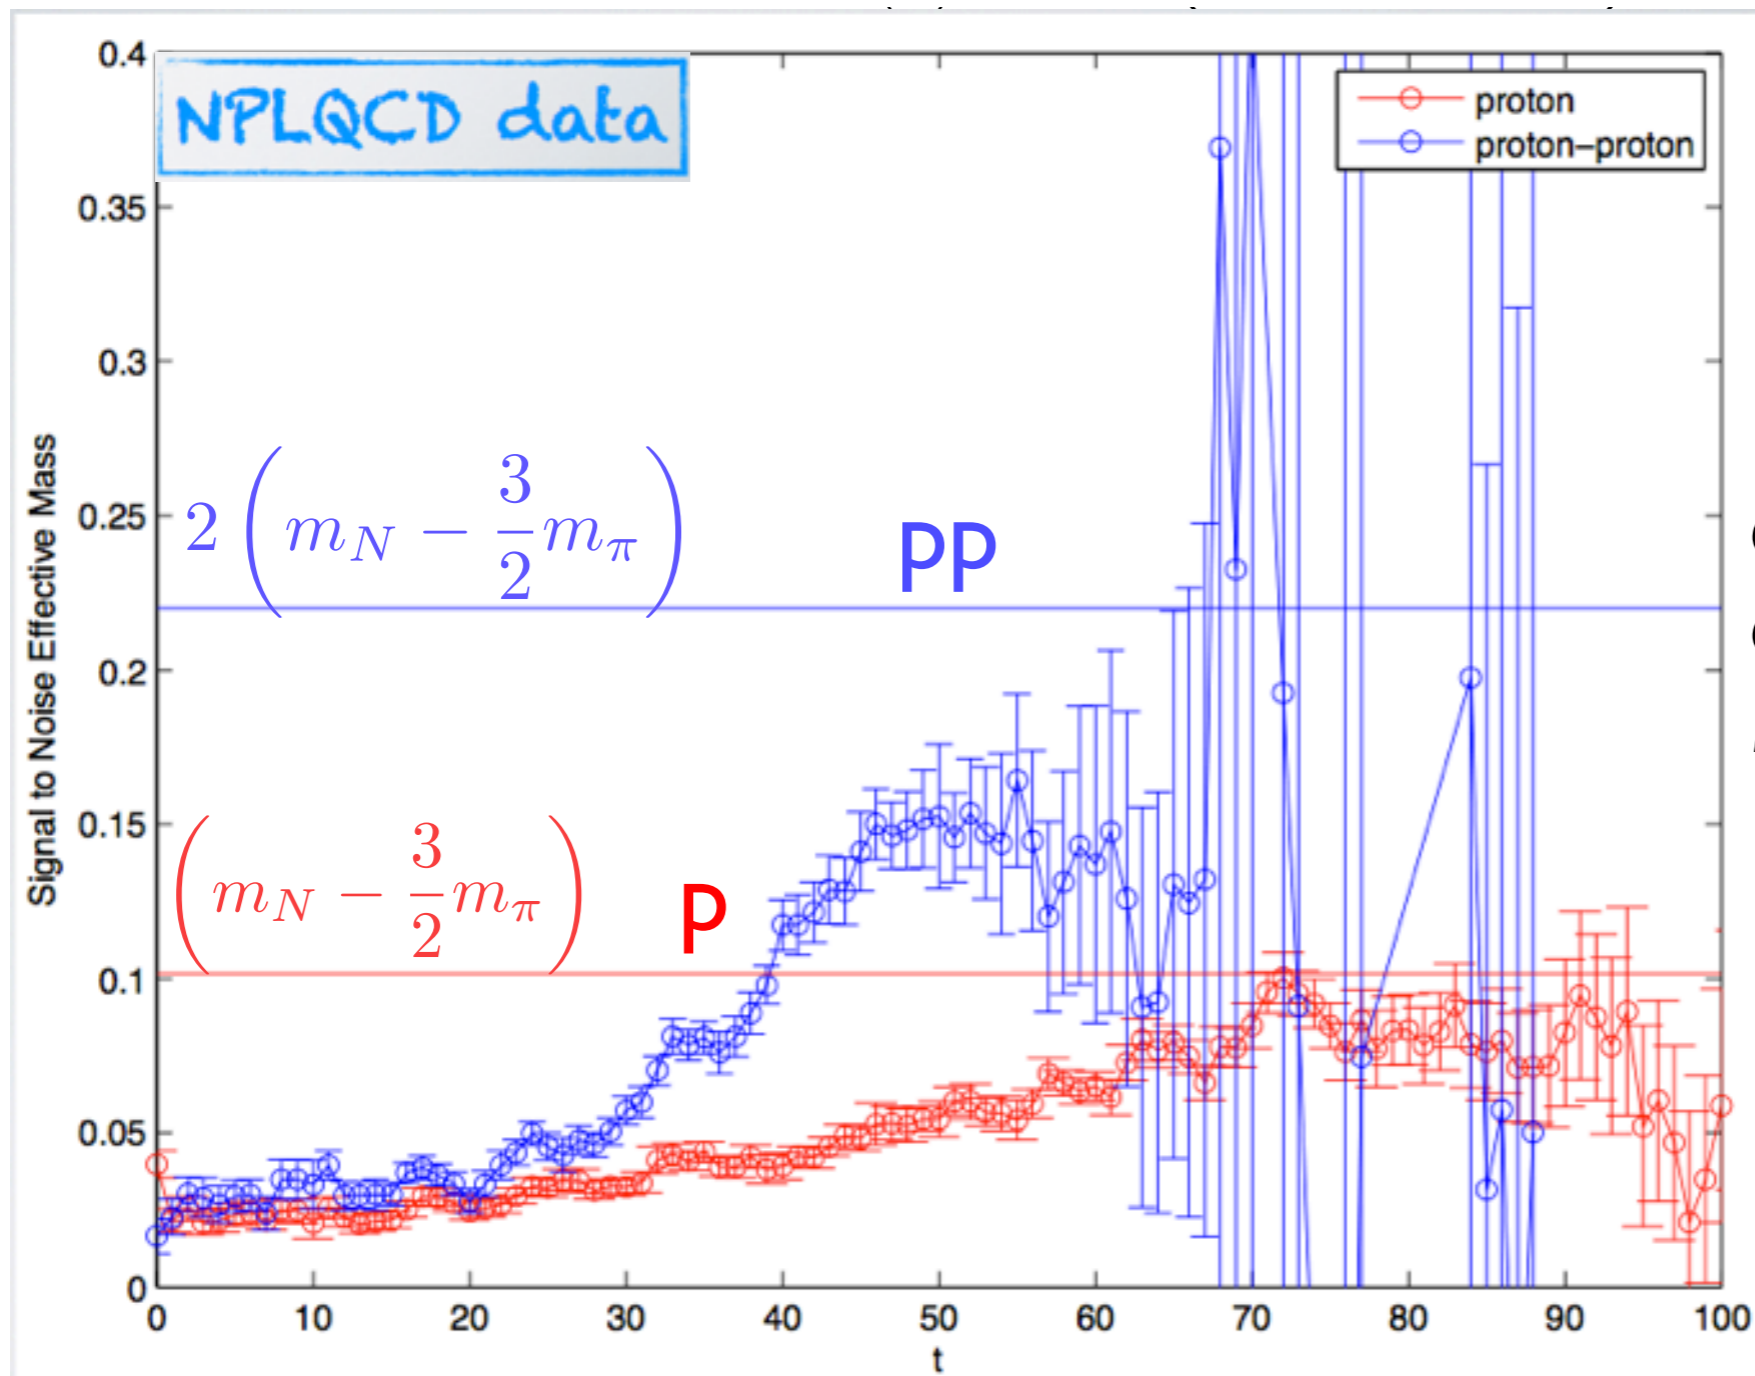 NPLQCD data
proton
proton-proton
0.4
0.35
0.3
0.25
0.2
0.15
0.1
0.05
0
Signal to Noise Effective Mass
2 ( m_N − 3/2 m_π )
pp
( m_N − 3/2 m_π )
p
0 10 20 30 40 50 60 70 80 90 100
t